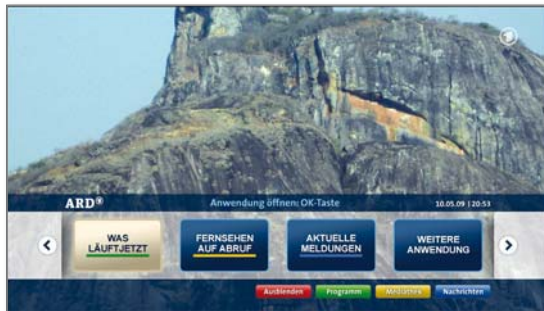 ARD
Anwendung öffnen: OK-Taste
10.05.09 | 20:53
WAS
LÄUFTJETZT
FERNSEHEN
AUF ABRUF
AKTUELLE
MELDUNGEN
WEITERE
ANWENDUNG
Ausblenden
Programm
Mediathek
Nachrichten